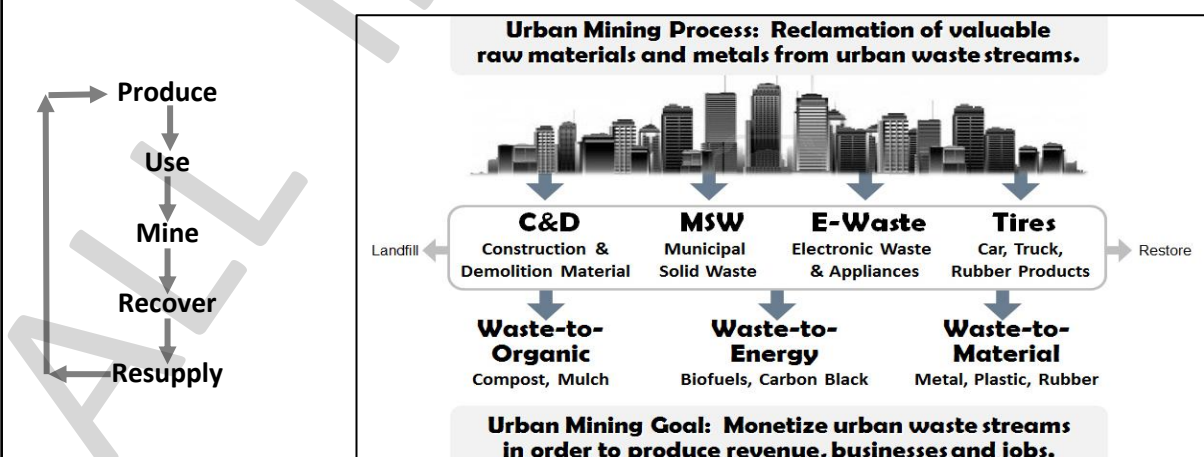 Produce
Use
Mine
Recover
Resupply
Urban Mining Process: Reclamation of valuable
raw materials and metals from urban waste streams.
Landfill
C&D
Construction &
Demolition Material
MSW
Municipal
Solid Waste
E-Waste
Electronic Waste
& Appliances
Tires
Car, Truck,
Rubber Products
Restore
Waste-to-
Organic
Compost, Mulch
Waste-to-
Energy
Biofuels, Carbon Black
Waste-to-
Material
Metal, Plastic, Rubber
Urban Mining Goal: Monetize urban waste streams
in order to produce revenue, businesses and jobs.